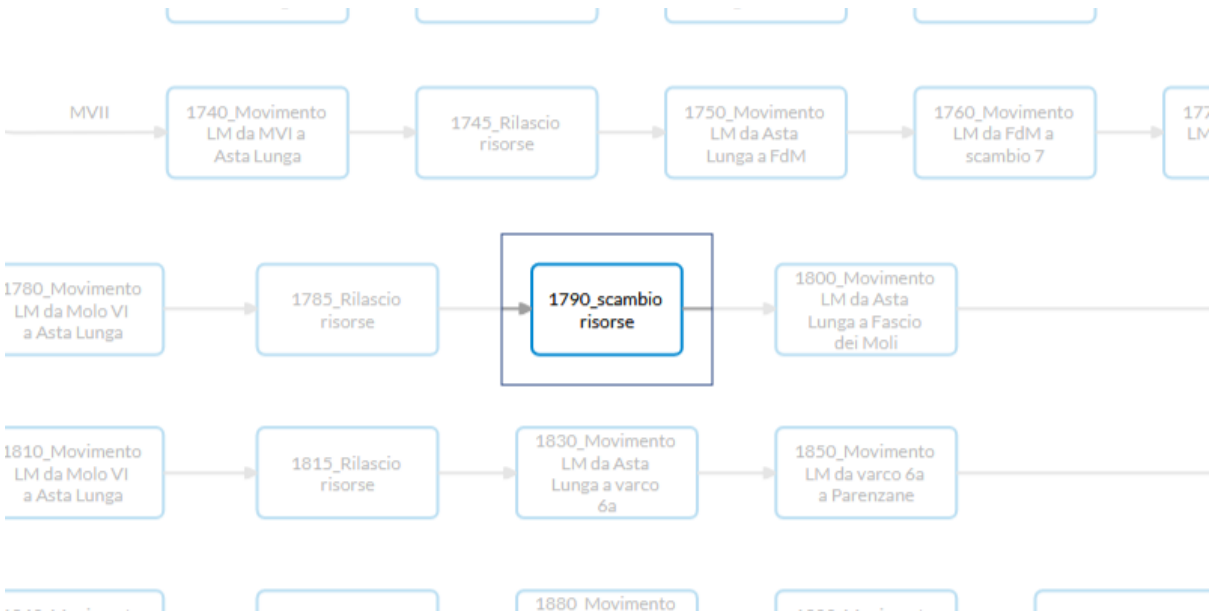 MVII
1740_Movimento
LM da MVI a
Asta Lunga
1745_Rilascio
risorse
1750_Movimento
LM da Asta
Lunga a FdM
1760_Movimento
LM da FdM a
scambio 7
LM
1780_Movimento
LM da Molo VI
a Asta Lunga
1785_Rilascio
risorse
1790_scambio
risorse
1800_Movimento
LM da Asta
Lunga a Fascio
dei Moli
1810_Movimento
LM da Molo VI
a Asta Lunga
1815_Rilascio
risorse
1830_Movimento
LM da Asta
Lunga a varco
6a
1850_Movimento
LM da varco 6a
a Parenzane
1880 Movimento